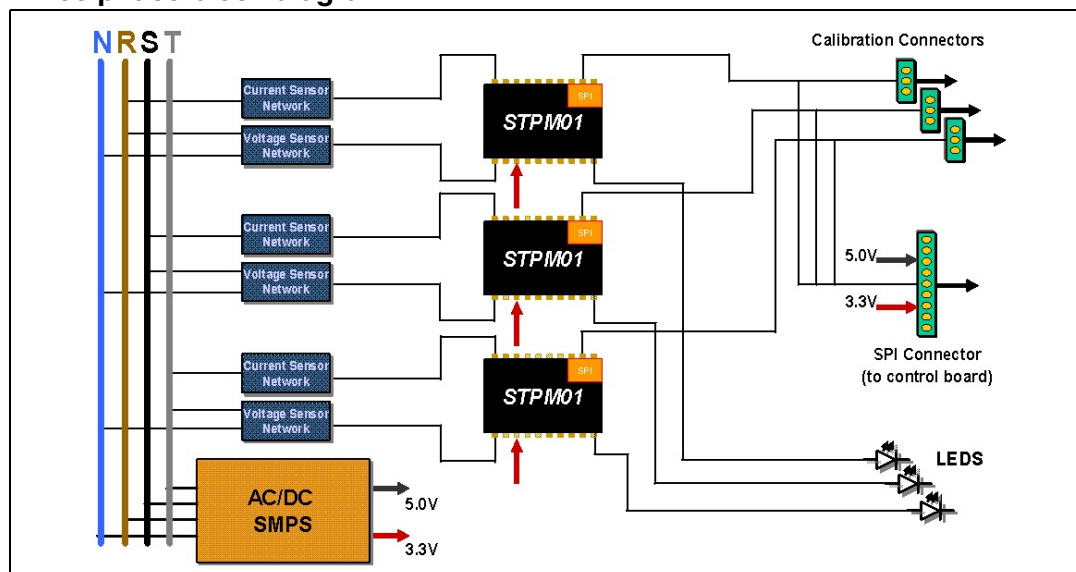 N R S T
Calibration Connectors
Current Sensor
Network
SPI
STPM01
Voltage Sensor
Network
Current Sensor
Network
SPI
STPM01
Voltage Sensor
Network
5.0V
3.3V
SPI Connector
(to control board)
Current Sensor
Network
SPI
STPM01
Voltage Sensor
Network
LEDS
AC/DC
SMPS
5.0V
3.3V